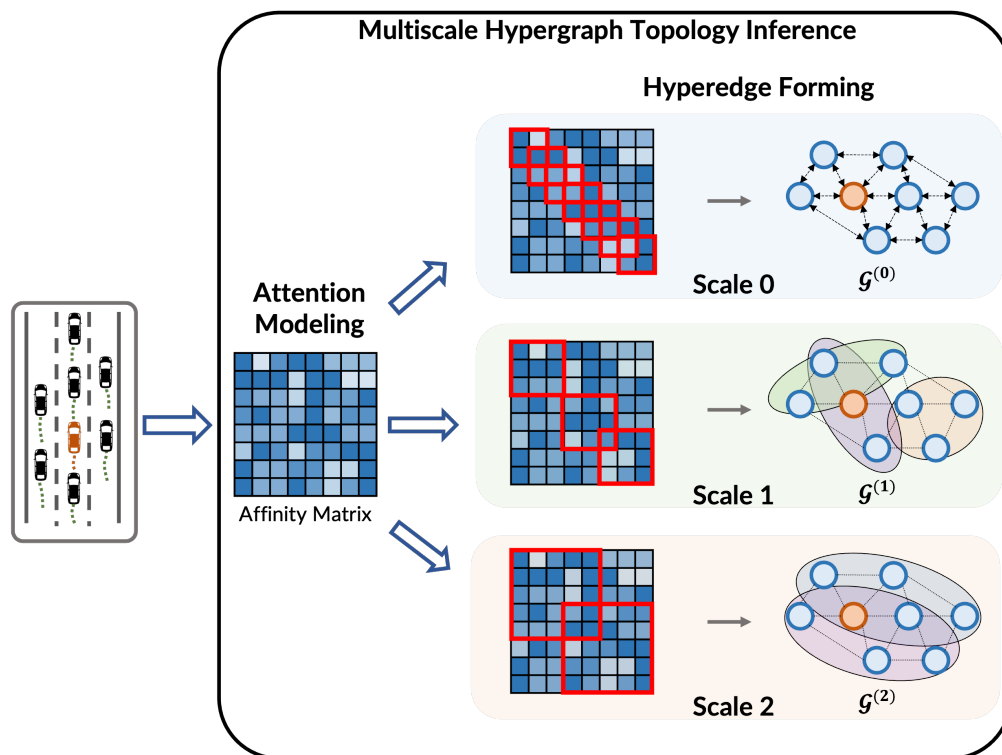 Multiscale Hypergraph Topology Inference
Hyperedge Forming
Scale 0
𝒢⁽⁰⁾
Attention
Modeling
Affinity Matrix
Scale 1
𝒢⁽¹⁾
Scale 2
𝒢⁽²⁾